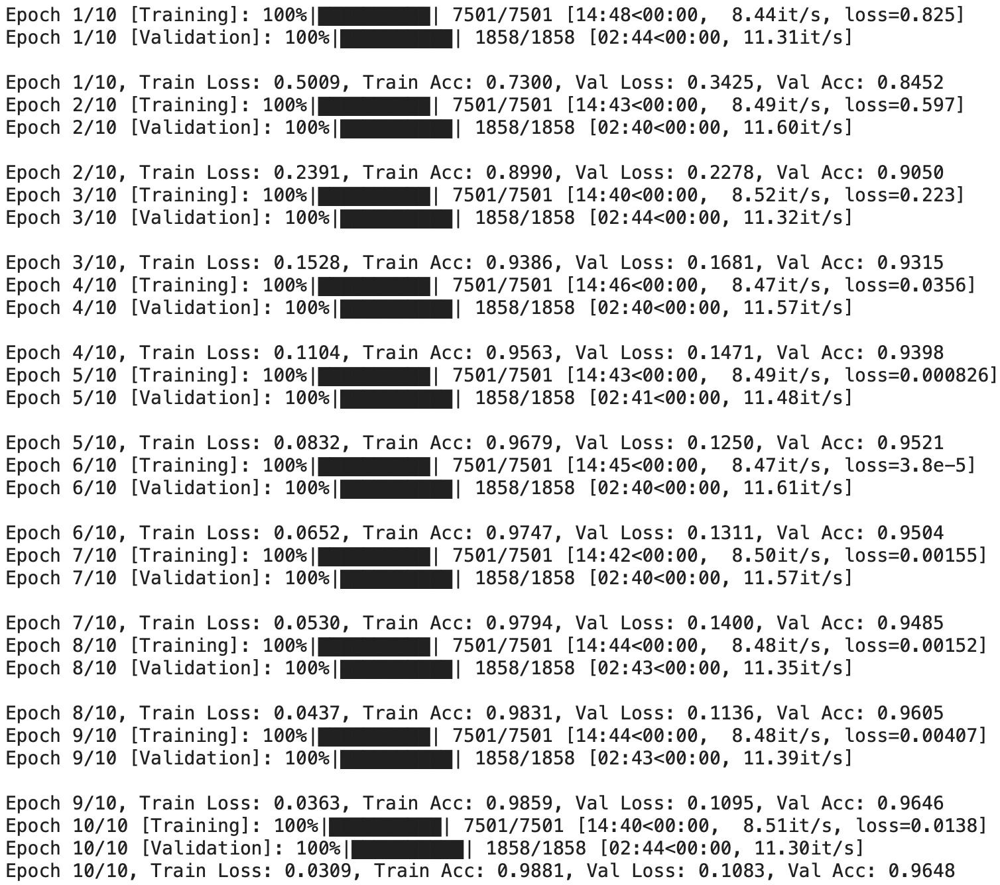 Epoch 1/10 [Training]: 100%|██████████| 7501/7501 [14:48<00:00,  8.44it/s, loss=0.825]
Epoch 1/10 [Validation]: 100%|██████████| 1858/1858 [02:44<00:00, 11.31it/s]
Epoch 1/10, Train Loss: 0.5009, Train Acc: 0.7300, Val Loss: 0.3425, Val Acc: 0.8452
Epoch 2/10 [Training]: 100%|██████████| 7501/7501 [14:43<00:00,  8.49it/s, loss=0.597]
Epoch 2/10 [Validation]: 100%|██████████| 1858/1858 [02:40<00:00, 11.60it/s]
Epoch 2/10, Train Loss: 0.2391, Train Acc: 0.8990, Val Loss: 0.2278, Val Acc: 0.9050
Epoch 3/10 [Training]: 100%|██████████| 7501/7501 [14:40<00:00,  8.52it/s, loss=0.223]
Epoch 3/10 [Validation]: 100%|██████████| 1858/1858 [02:44<00:00, 11.32it/s]
Epoch 3/10, Train Loss: 0.1528, Train Acc: 0.9386, Val Loss: 0.1681, Val Acc: 0.9315
Epoch 4/10 [Training]: 100%|██████████| 7501/7501 [14:46<00:00,  8.47it/s, loss=0.0356]
Epoch 4/10 [Validation]: 100%|██████████| 1858/1858 [02:40<00:00, 11.57it/s]
Epoch 4/10, Train Loss: 0.1104, Train Acc: 0.9563, Val Loss: 0.1471, Val Acc: 0.9398
Epoch 5/10 [Training]: 100%|██████████| 7501/7501 [14:43<00:00,  8.49it/s, loss=0.000826]
Epoch 5/10 [Validation]: 100%|██████████| 1858/1858 [02:41<00:00, 11.48it/s]
Epoch 5/10, Train Loss: 0.0832, Train Acc: 0.9679, Val Loss: 0.1250, Val Acc: 0.9521
Epoch 6/10 [Training]: 100%|██████████| 7501/7501 [14:45<00:00,  8.47it/s, loss=3.8e-5]
Epoch 6/10 [Validation]: 100%|██████████| 1858/1858 [02:40<00:00, 11.61it/s]
Epoch 6/10, Train Loss: 0.0652, Train Acc: 0.9747, Val Loss: 0.1311, Val Acc: 0.9504
Epoch 7/10 [Training]: 100%|██████████| 7501/7501 [14:42<00:00,  8.50it/s, loss=0.00155]
Epoch 7/10 [Validation]: 100%|██████████| 1858/1858 [02:40<00:00, 11.57it/s]
Epoch 7/10, Train Loss: 0.0530, Train Acc: 0.9794, Val Loss: 0.1400, Val Acc: 0.9485
Epoch 8/10 [Training]: 100%|██████████| 7501/7501 [14:44<00:00,  8.48it/s, loss=0.00152]
Epoch 8/10 [Validation]: 100%|██████████| 1858/1858 [02:43<00:00, 11.35it/s]
Epoch 8/10, Train Loss: 0.0437, Train Acc: 0.9831, Val Loss: 0.1136, Val Acc: 0.9605
Epoch 9/10 [Training]: 100%|██████████| 7501/7501 [14:44<00:00,  8.48it/s, loss=0.00407]
Epoch 9/10 [Validation]: 100%|██████████| 1858/1858 [02:43<00:00, 11.39it/s]
Epoch 9/10, Train Loss: 0.0363, Train Acc: 0.9859, Val Loss: 0.1095, Val Acc: 0.9646
Epoch 10/10 [Training]: 100%|██████████| 7501/7501 [14:40<00:00,  8.51it/s, loss=0.0138]
Epoch 10/10 [Validation]: 100%|██████████| 1858/1858 [02:44<00:00, 11.30it/s]
Epoch 10/10, Train Loss: 0.0309, Train Acc: 0.9881, Val Loss: 0.1083, Val Acc: 0.9648